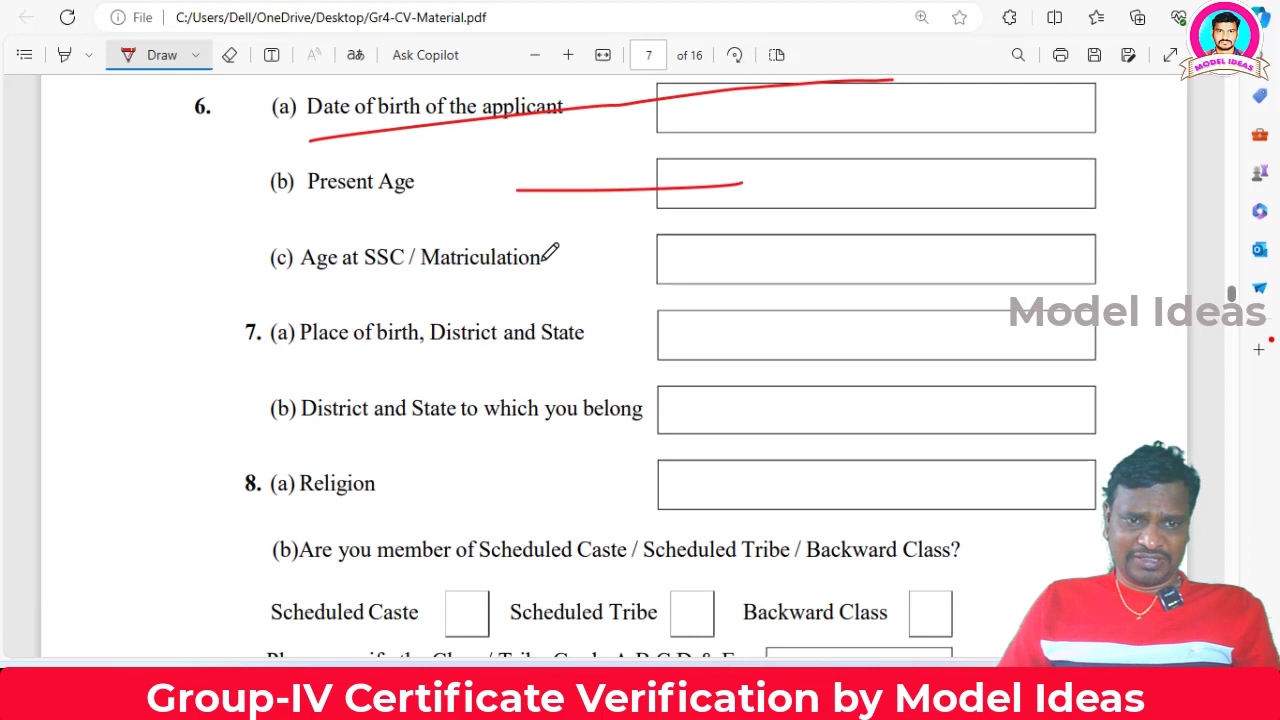 File C:/Users/Dell/OneDrive/Desktop/Gr4-CV-Material.pdf
Draw aあ Ask Copilot 7 of 16
MODEL IDEAS
6. (a) Date of birth of the applicant
(b) Present Age
(c) Age at SSC / Matriculation
Model Ideas
7. (a) Place of birth, District and State
(b) District and State to which you belong
8. (a) Religion
(b)Are you member of Scheduled Caste / Scheduled Tribe / Backward Class?
Scheduled Caste Scheduled Tribe Backward Class
Group-IV Certificate Verification by Model Ideas